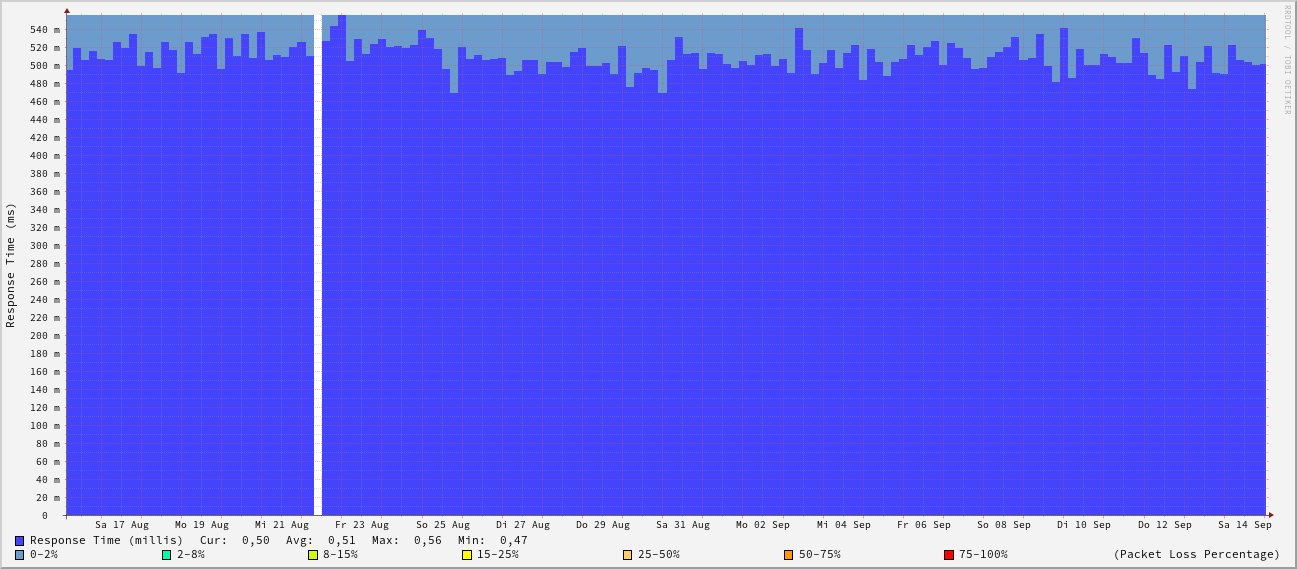 RRDTOOL / TOBI OETIKER
Response Time (ms)
540 m
520 m
500 m
480 m
460 m
440 m
420 m
400 m
380 m
360 m
340 m
320 m
300 m
280 m
260 m
240 m
220 m
200 m
180 m
160 m
140 m
120 m
100 m
80 m
60 m
40 m
20 m
0
Sa 17 Aug Mo 19 Aug Mi 21 Aug Fr 23 Aug So 25 Aug Di 27 Aug Do 29 Aug Sa 31 Aug Mo 02 Sep Mi 04 Sep Fr 06 Sep So 08 Sep Di 10 Sep Do 12 Sep Sa 14 Sep
Response Time (millis) Cur: 0,50 Avg: 0,51 Max: 0,56 Min: 0,47
0-2% 2-8% 8-15% 15-25% 25-50% 50-75% 75-100% (Packet Loss Percentage)